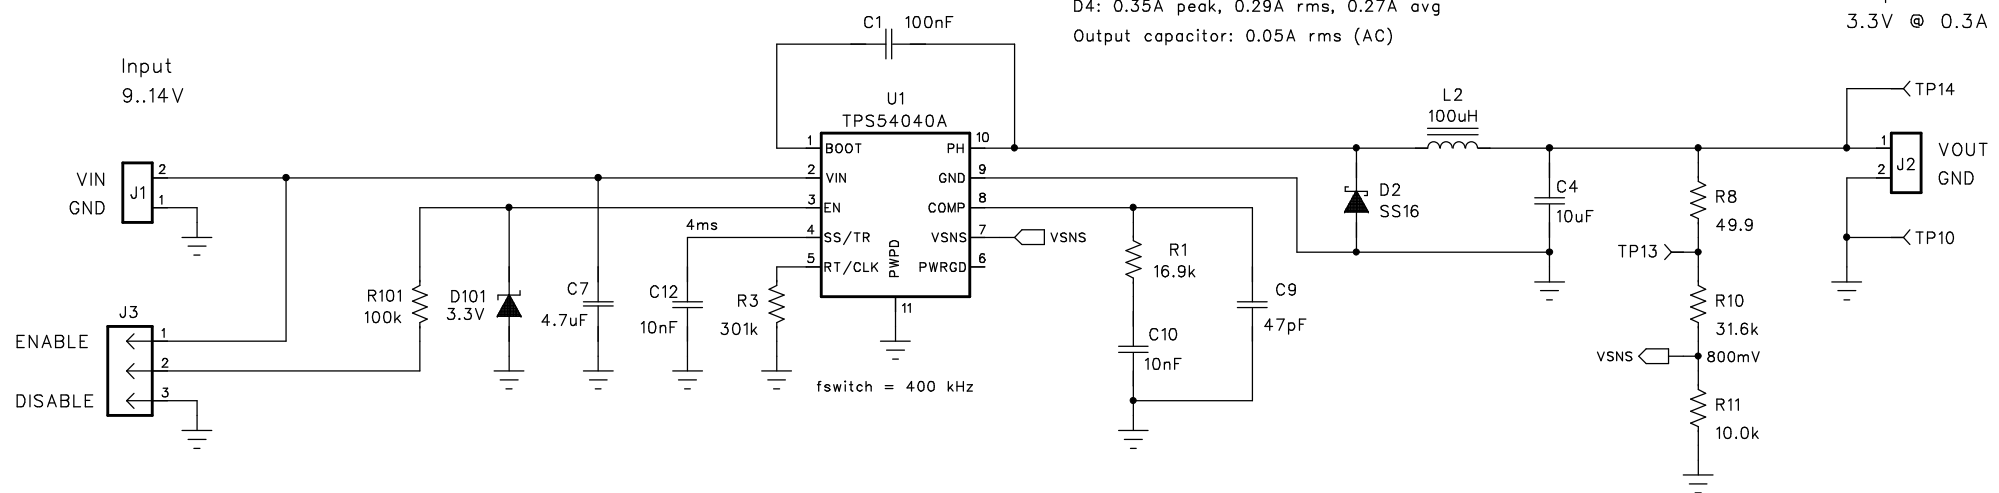 D4: 0.35A peak, 0.29A rms, 0.27A avg
Output capacitor: 0.05A rms (AC)
3.3V @ 0.3A
Input
9..14V
C1 100nF
U1
TPS54040A
1 BOOT
2 VIN
3 EN
4 SS/TR
5 RT/CLK
PWPD
11
PH 10
GND 9
COMP 8
VSNS 7
PWRGD 6
VSNS
VIN
GND
J1
2
1
4ms
R101
100k
D101
3.3V
C7
4.7uF
C12
10nF
R3
301k
fswitch = 400 kHz
J3
ENABLE
DISABLE
1
2
3
R1
16.9k
C10
10nF
C9
47pF
D2
SS16
L2
100uH
C4
10uF
R8
49.9
TP13
R10
31.6k
VSNS
800mV
R11
10.0k
TP14
1
2
J2
VOUT
GND
TP10